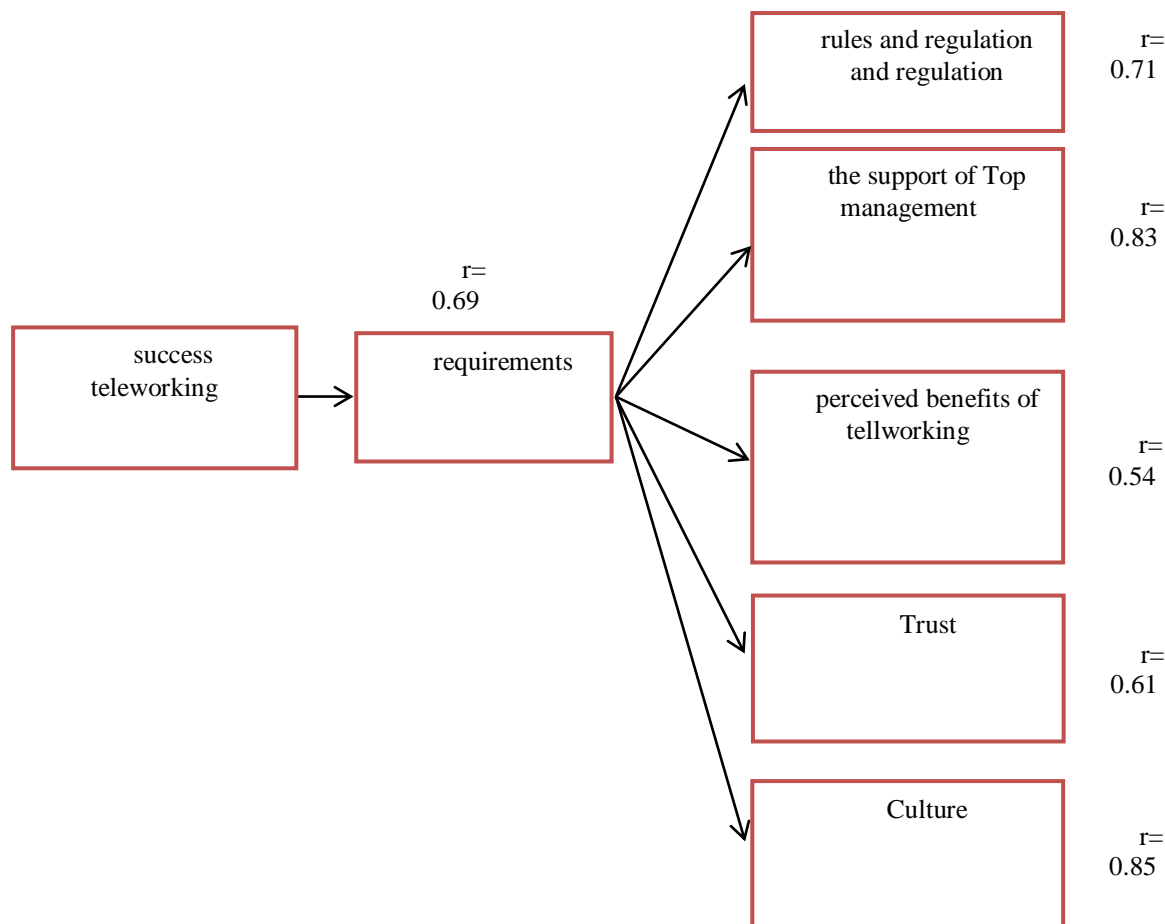 rules and regulation
and regulation
r=
0.71
the support of Top
management
r=
0.83
r=
0.69
success
teleworking
requirements
perceived benefits of
tellworking
r=
0.54
Trust
r=
0.61
Culture
r=
0.85